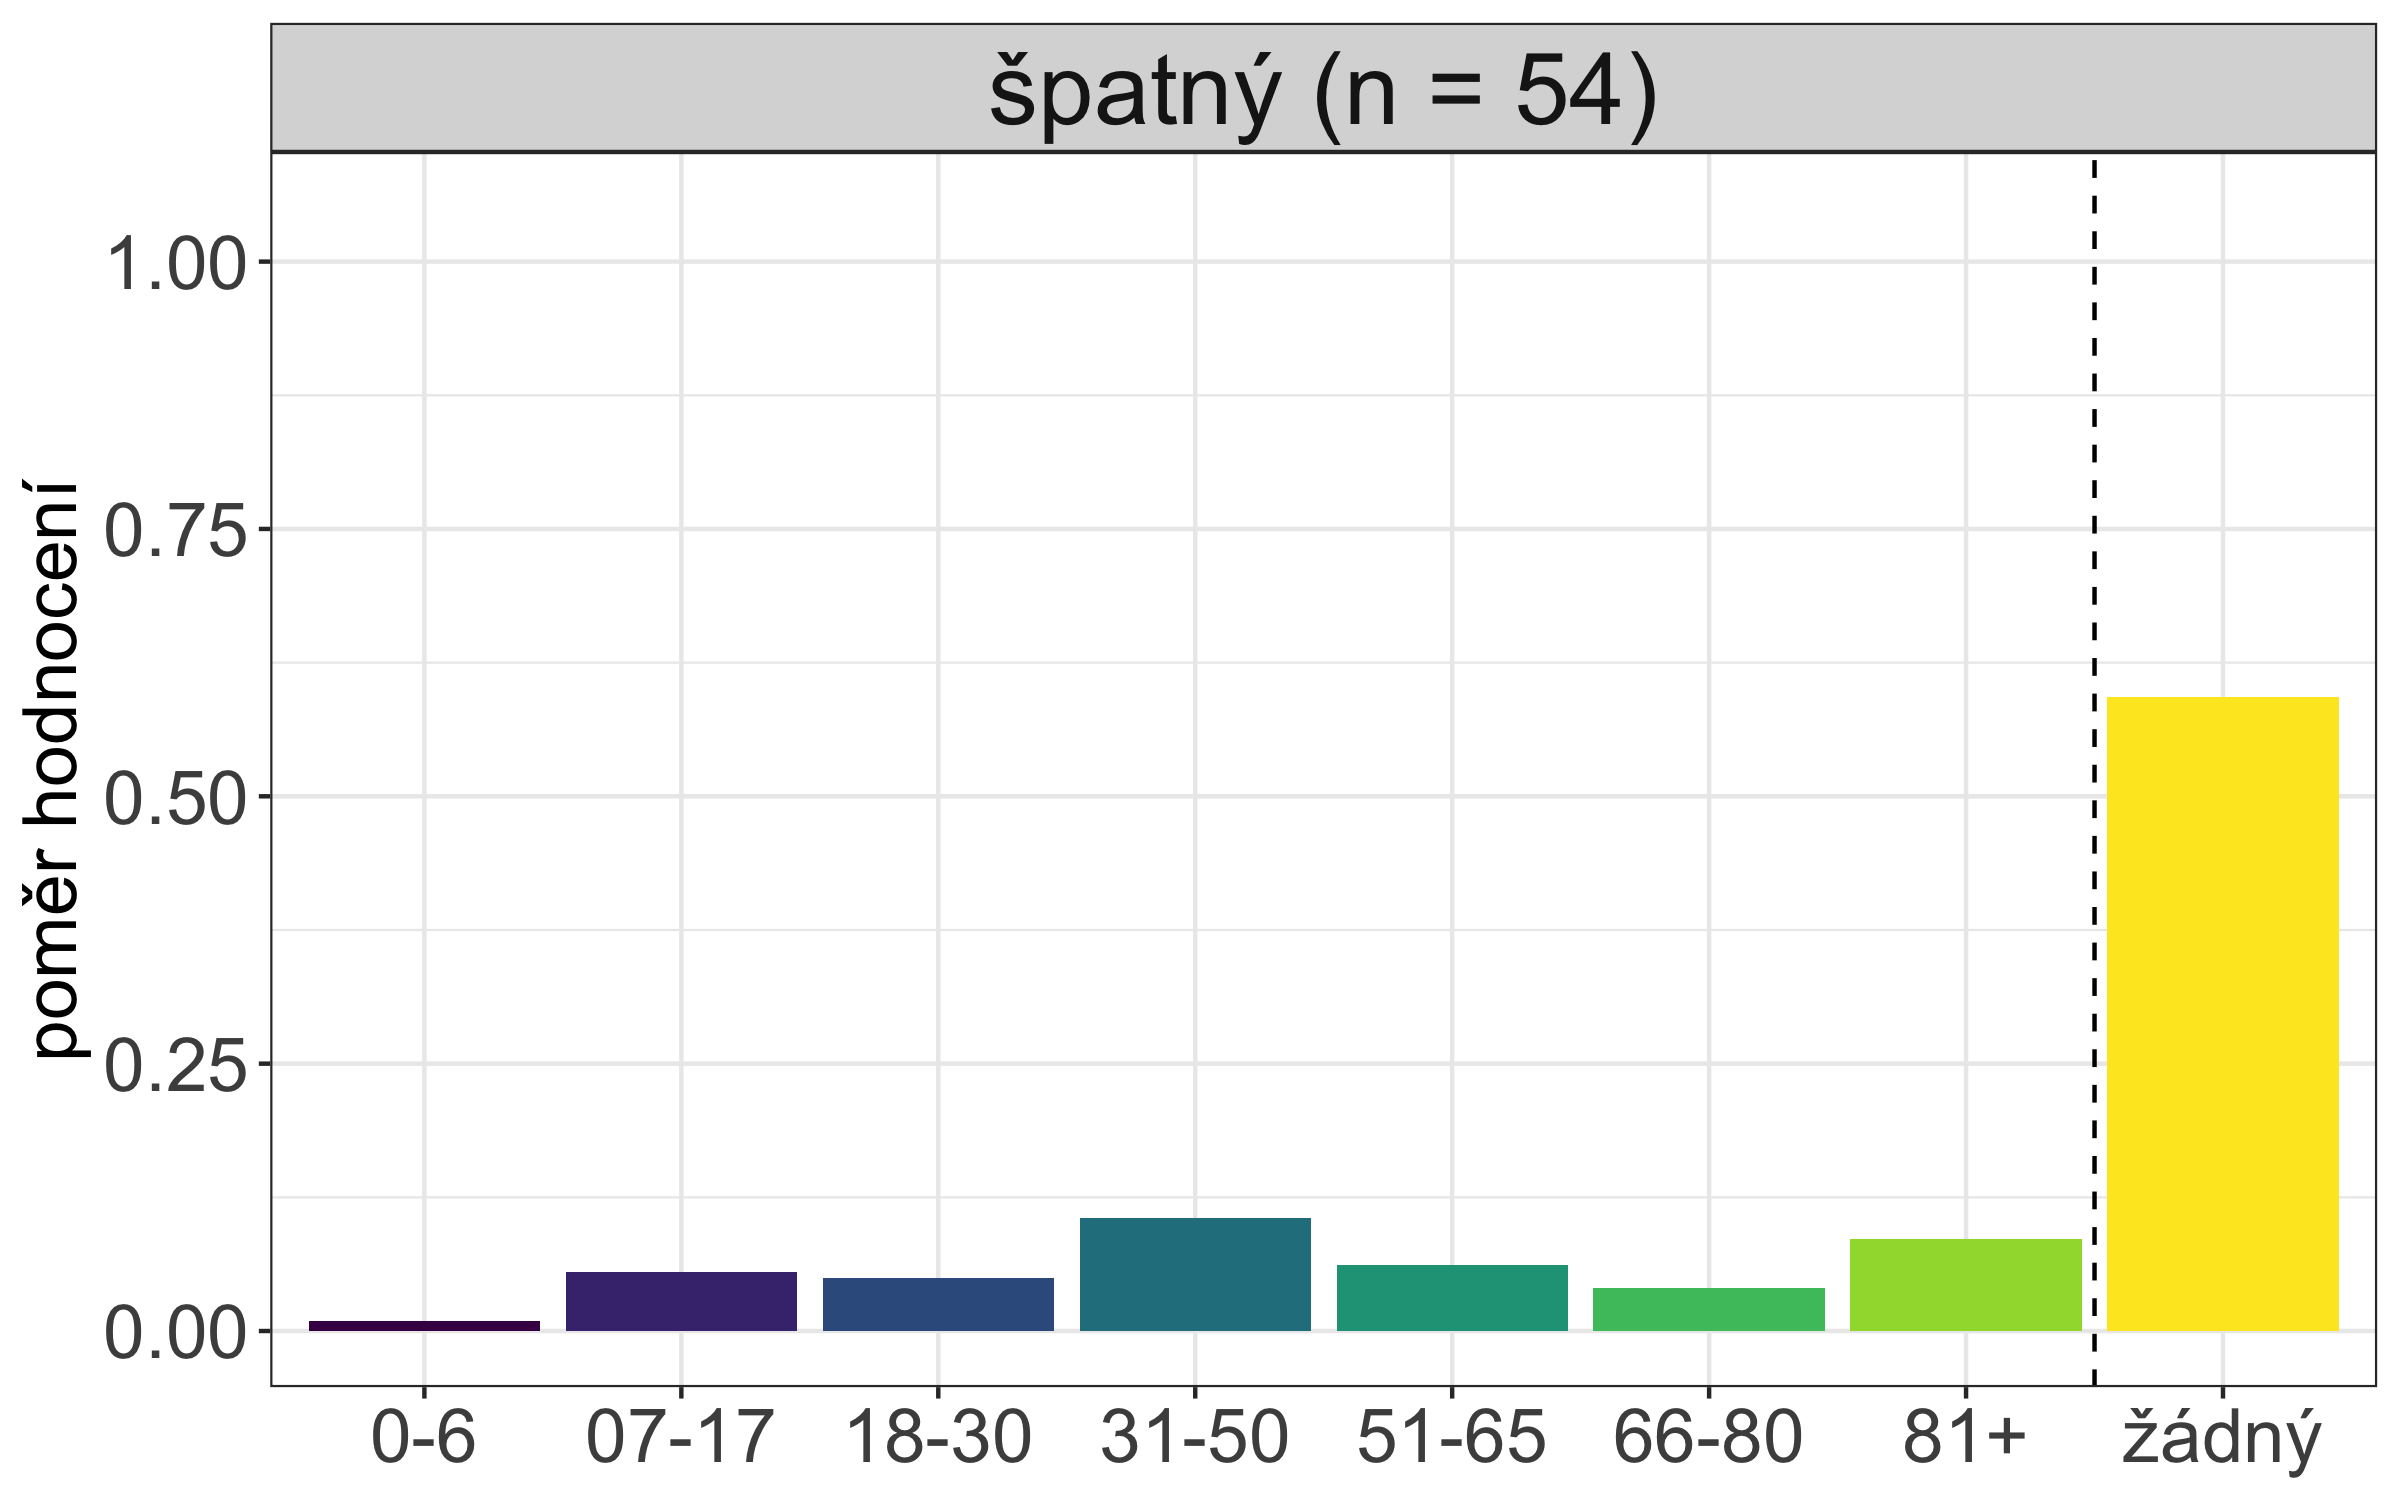 špatný (n = 54)
poměr hodnocení
1.00
0.75
0.50
0.25
0.00
0-6 07-17 18-30 31-50 51-65 66-80 81+ žádný